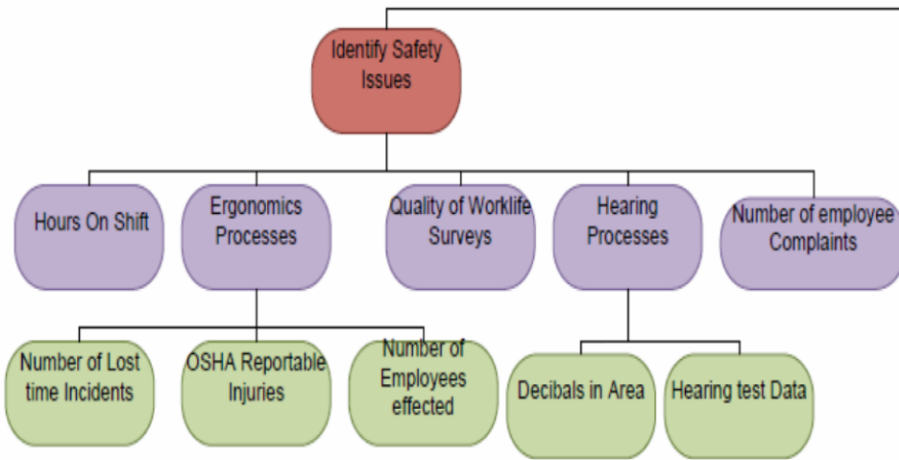 Identify Safety
Issues
Hours On Shift
Ergonomics
Processes
Quality of Worklife
Surveys
Hearing
Processes
Number of employee
Complaints
Number of Lost
time Incidents
OSHA Reportable
Injuries
Number of
Employees
effected
Decibals in Area
Hearing test Data